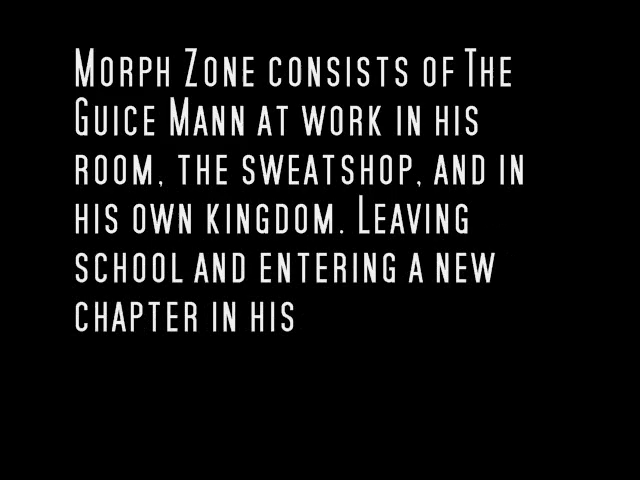 Morph Zone consists of The
Guice Mann at work in his
room, the sweatshop, and in
his own kingdom. Leaving
school and entering a new
chapter in his